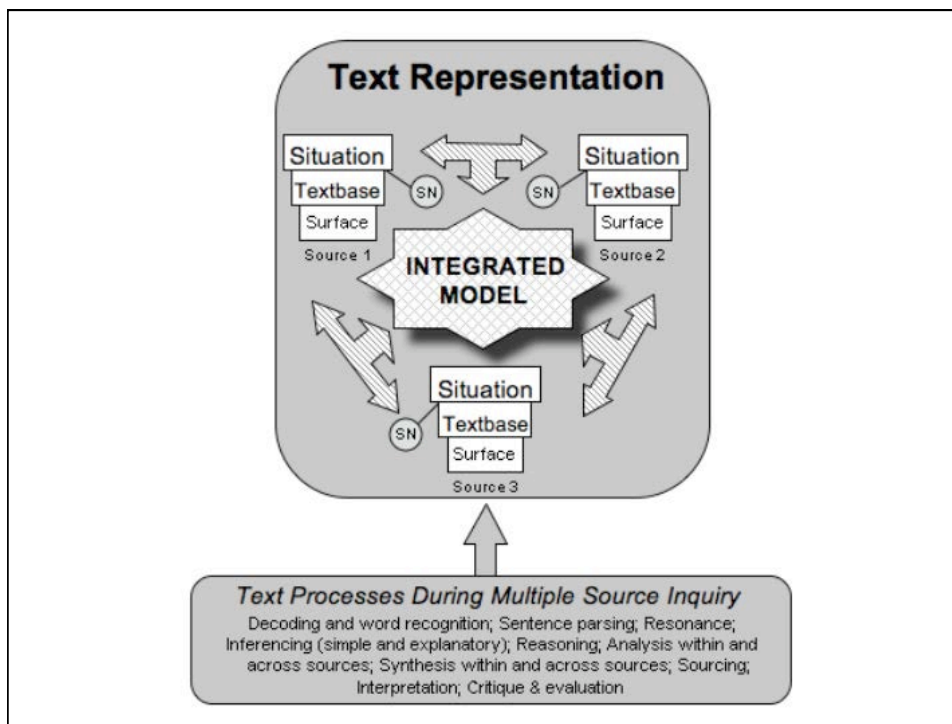 Text Representation
Situation
Textbase
Surface
Source 1
SN
SN
Situation
Textbase
Surface
Source 2
INTEGRATED
MODEL
SN
Situation
Textbase
Surface
Source 3
Text Processes During Multiple Source Inquiry
Decoding and word recognition; Sentence parsing; Resonance;
Inferencing (simple and explanatory); Reasoning; Analysis within and
across sources; Synthesis within and across sources; Sourcing;
Interpretation; Critique & evaluation